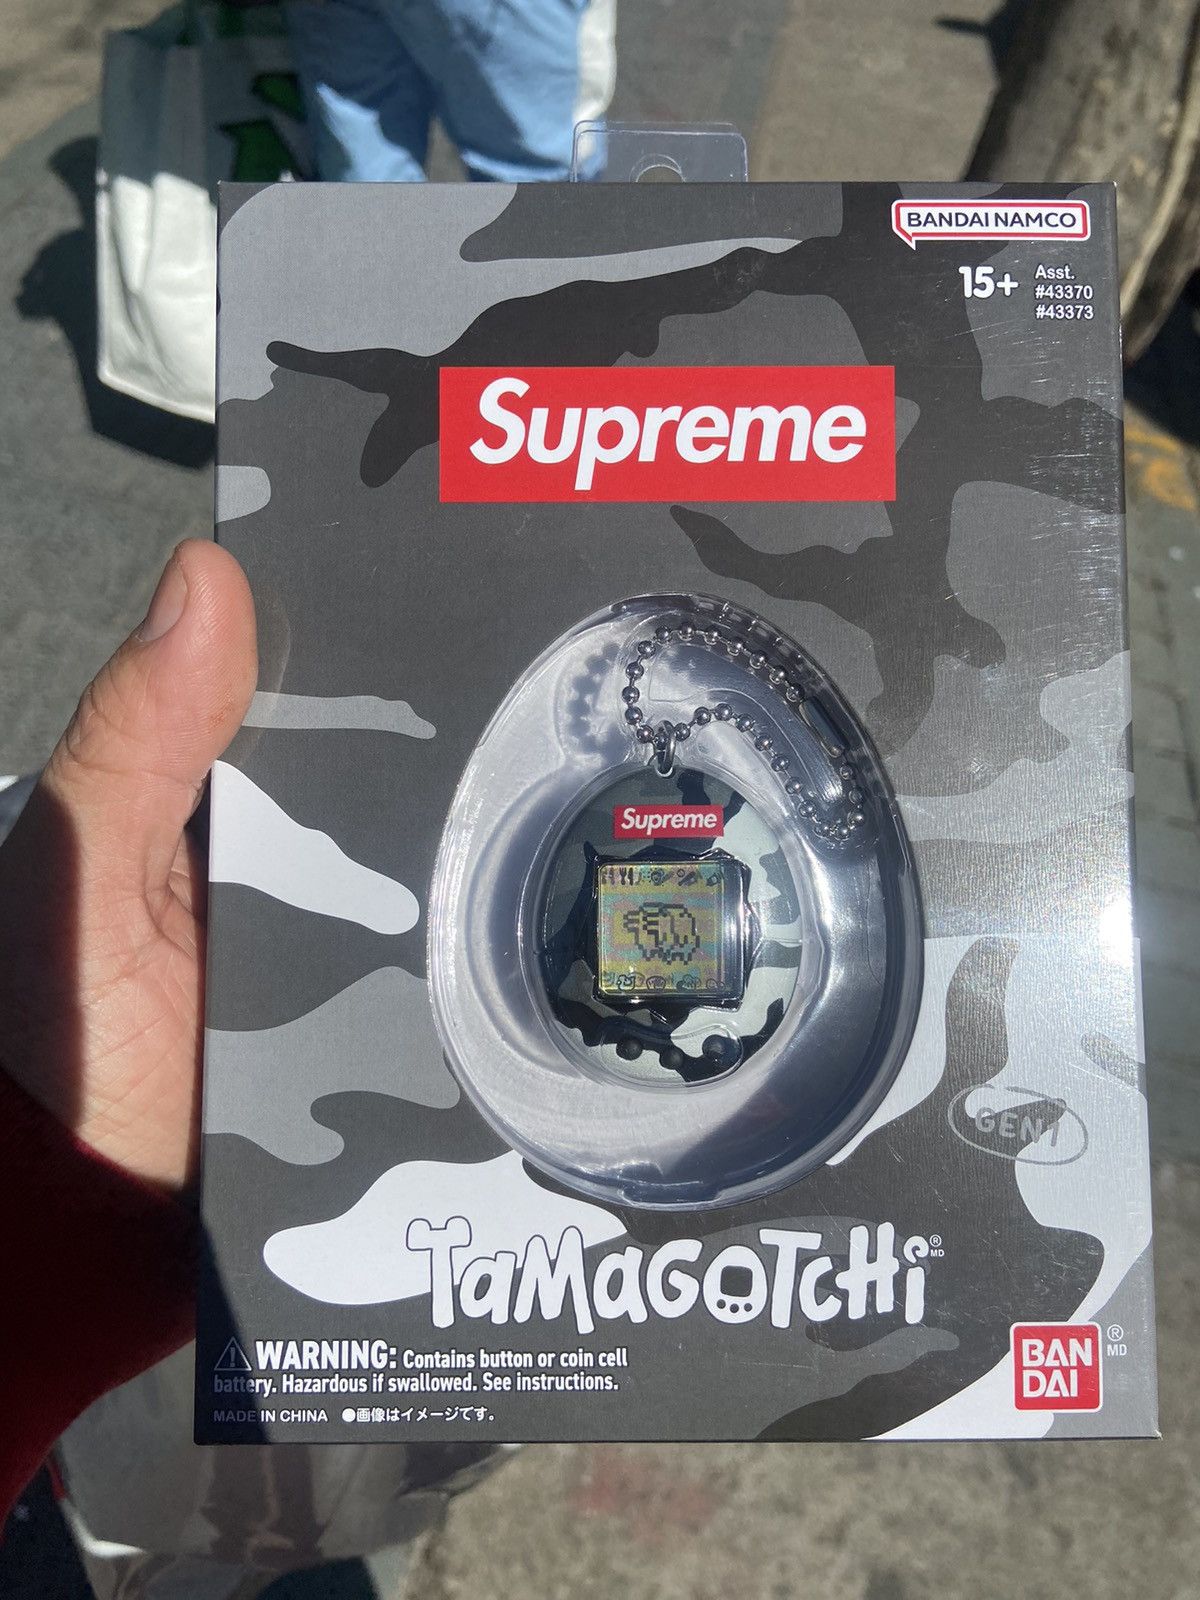 BANDAI NAMCO
15+
Asst.
#43370
#43373
Supreme
Supreme
GEN1
TaMaGOTCHi® MD
WARNING: Contains button or coin cell
battery. Hazardous if swallowed. See instructions.
MADE IN CHINA ●画像はイメージです。
BAN
DAI
® MD